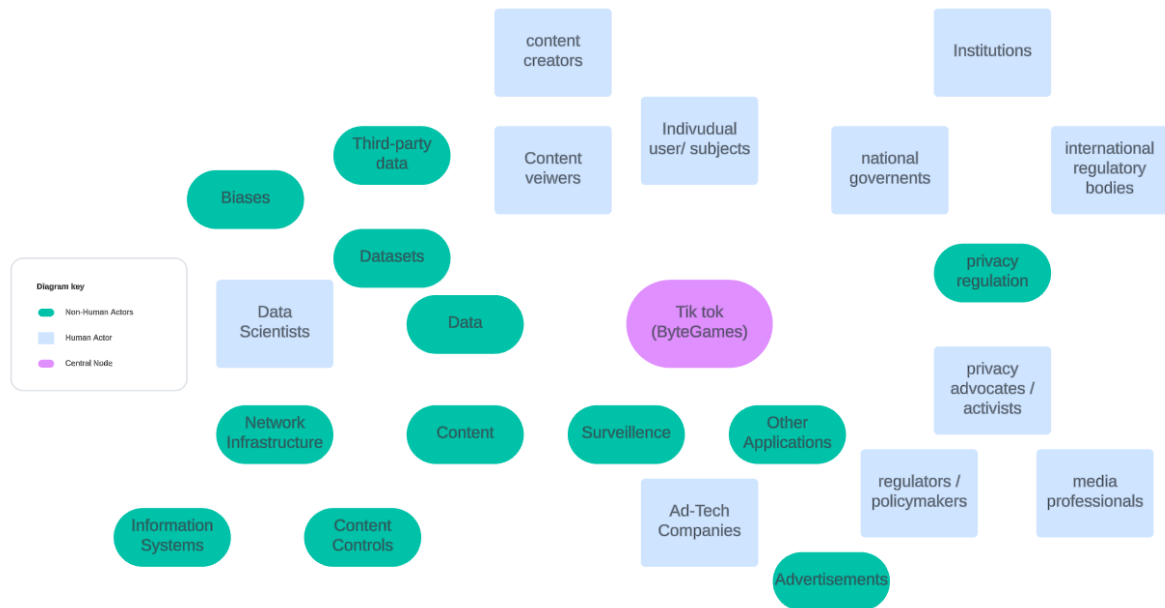 content
creators
Institutions
Indivudual
user/ subjects
Third-party
data
Content
veiwers
national
governents
international
regulatory
bodies
Biases
Datasets
privacy
regulation
Diagram key
Non-Human Actors
Human Actor
Central Node
Data
Scientists
Data
Tik tok
(ByteGames)
privacy
advocates /
activists
Network
Infrastructure
Content
Surveillence
Other
Applications
regulators /
policymakers
media
professionals
Ad-Tech
Companies
Information
Systems
Content
Controls
Advertisements